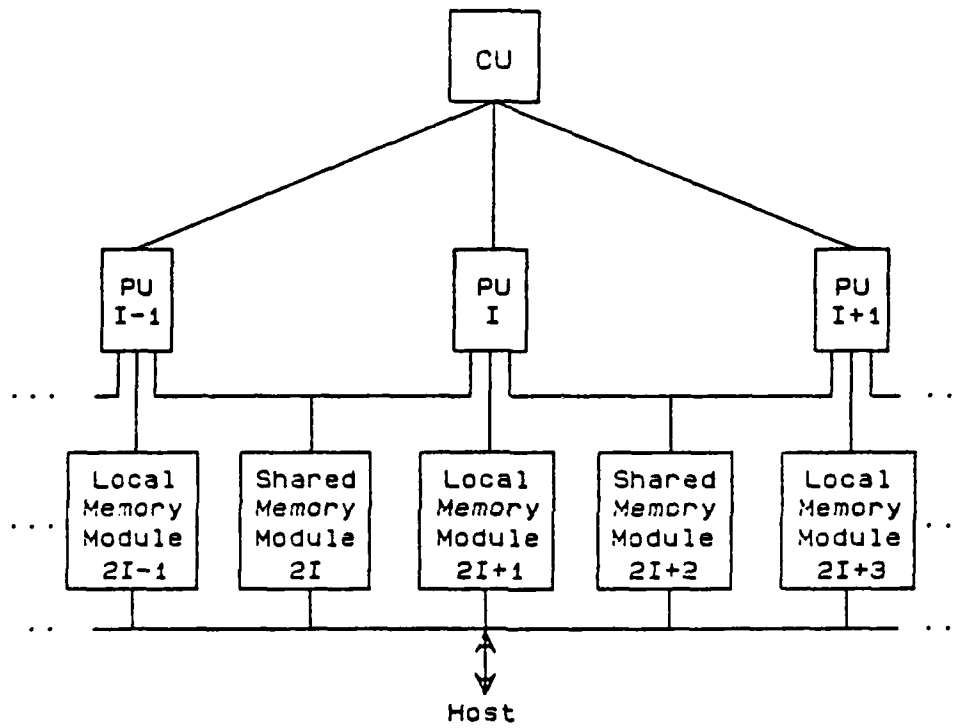 CU
PU
I-1
PU
I
PU
I+1
...
..
Local
Memory
Module
2I-1
Shared
Memory
Module
2I
Local
Memory
Module
2I+1
Shared
Memory
Module
2I+2
Local
Memory
Module
2I+3
...
..
..
..
Host